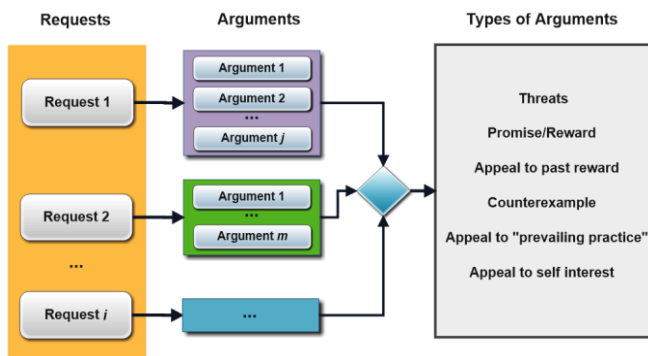 Requests
Arguments
Types of Arguments
Request 1
Request 2
...
Request i
Argument 1
Argument 2
...
Argument j
Argument 1
...
Argument m
...
Threats
Promise/Reward
Appeal to past reward
Counterexample
Appeal to "prevailing practice"
Appeal to self interest